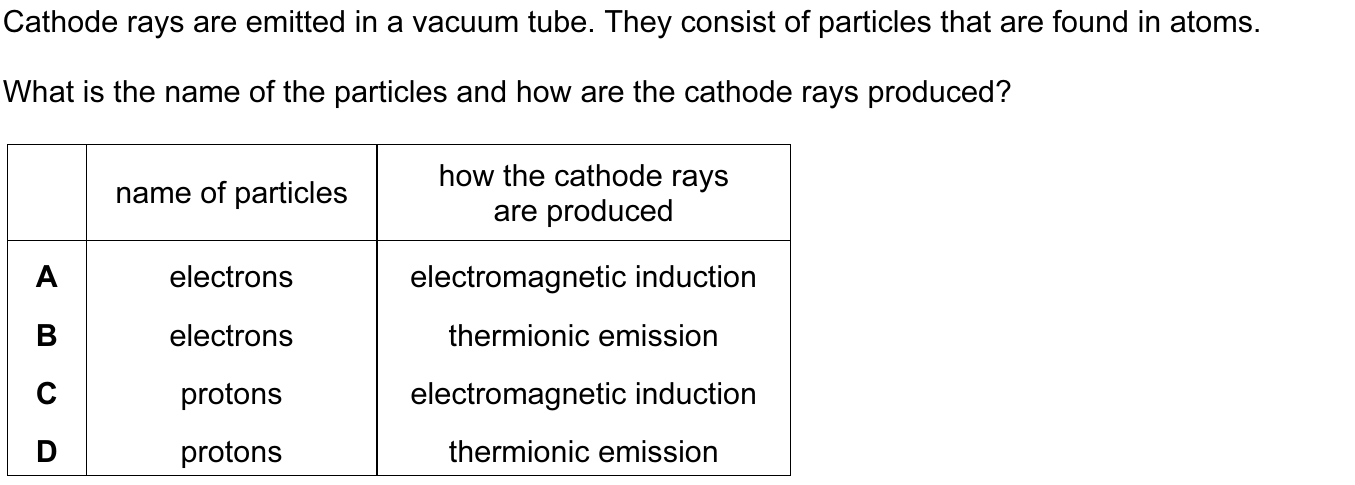 Cathode rays are emitted in a vacuum tube. They consist of particles that are found in atoms.
What is the name of the particles and how are the cathode rays produced?
name of particles
how the cathode rays
are produced
A electrons electromagnetic induction
B electrons thermionic emission
C protons electromagnetic induction
D protons thermionic emission